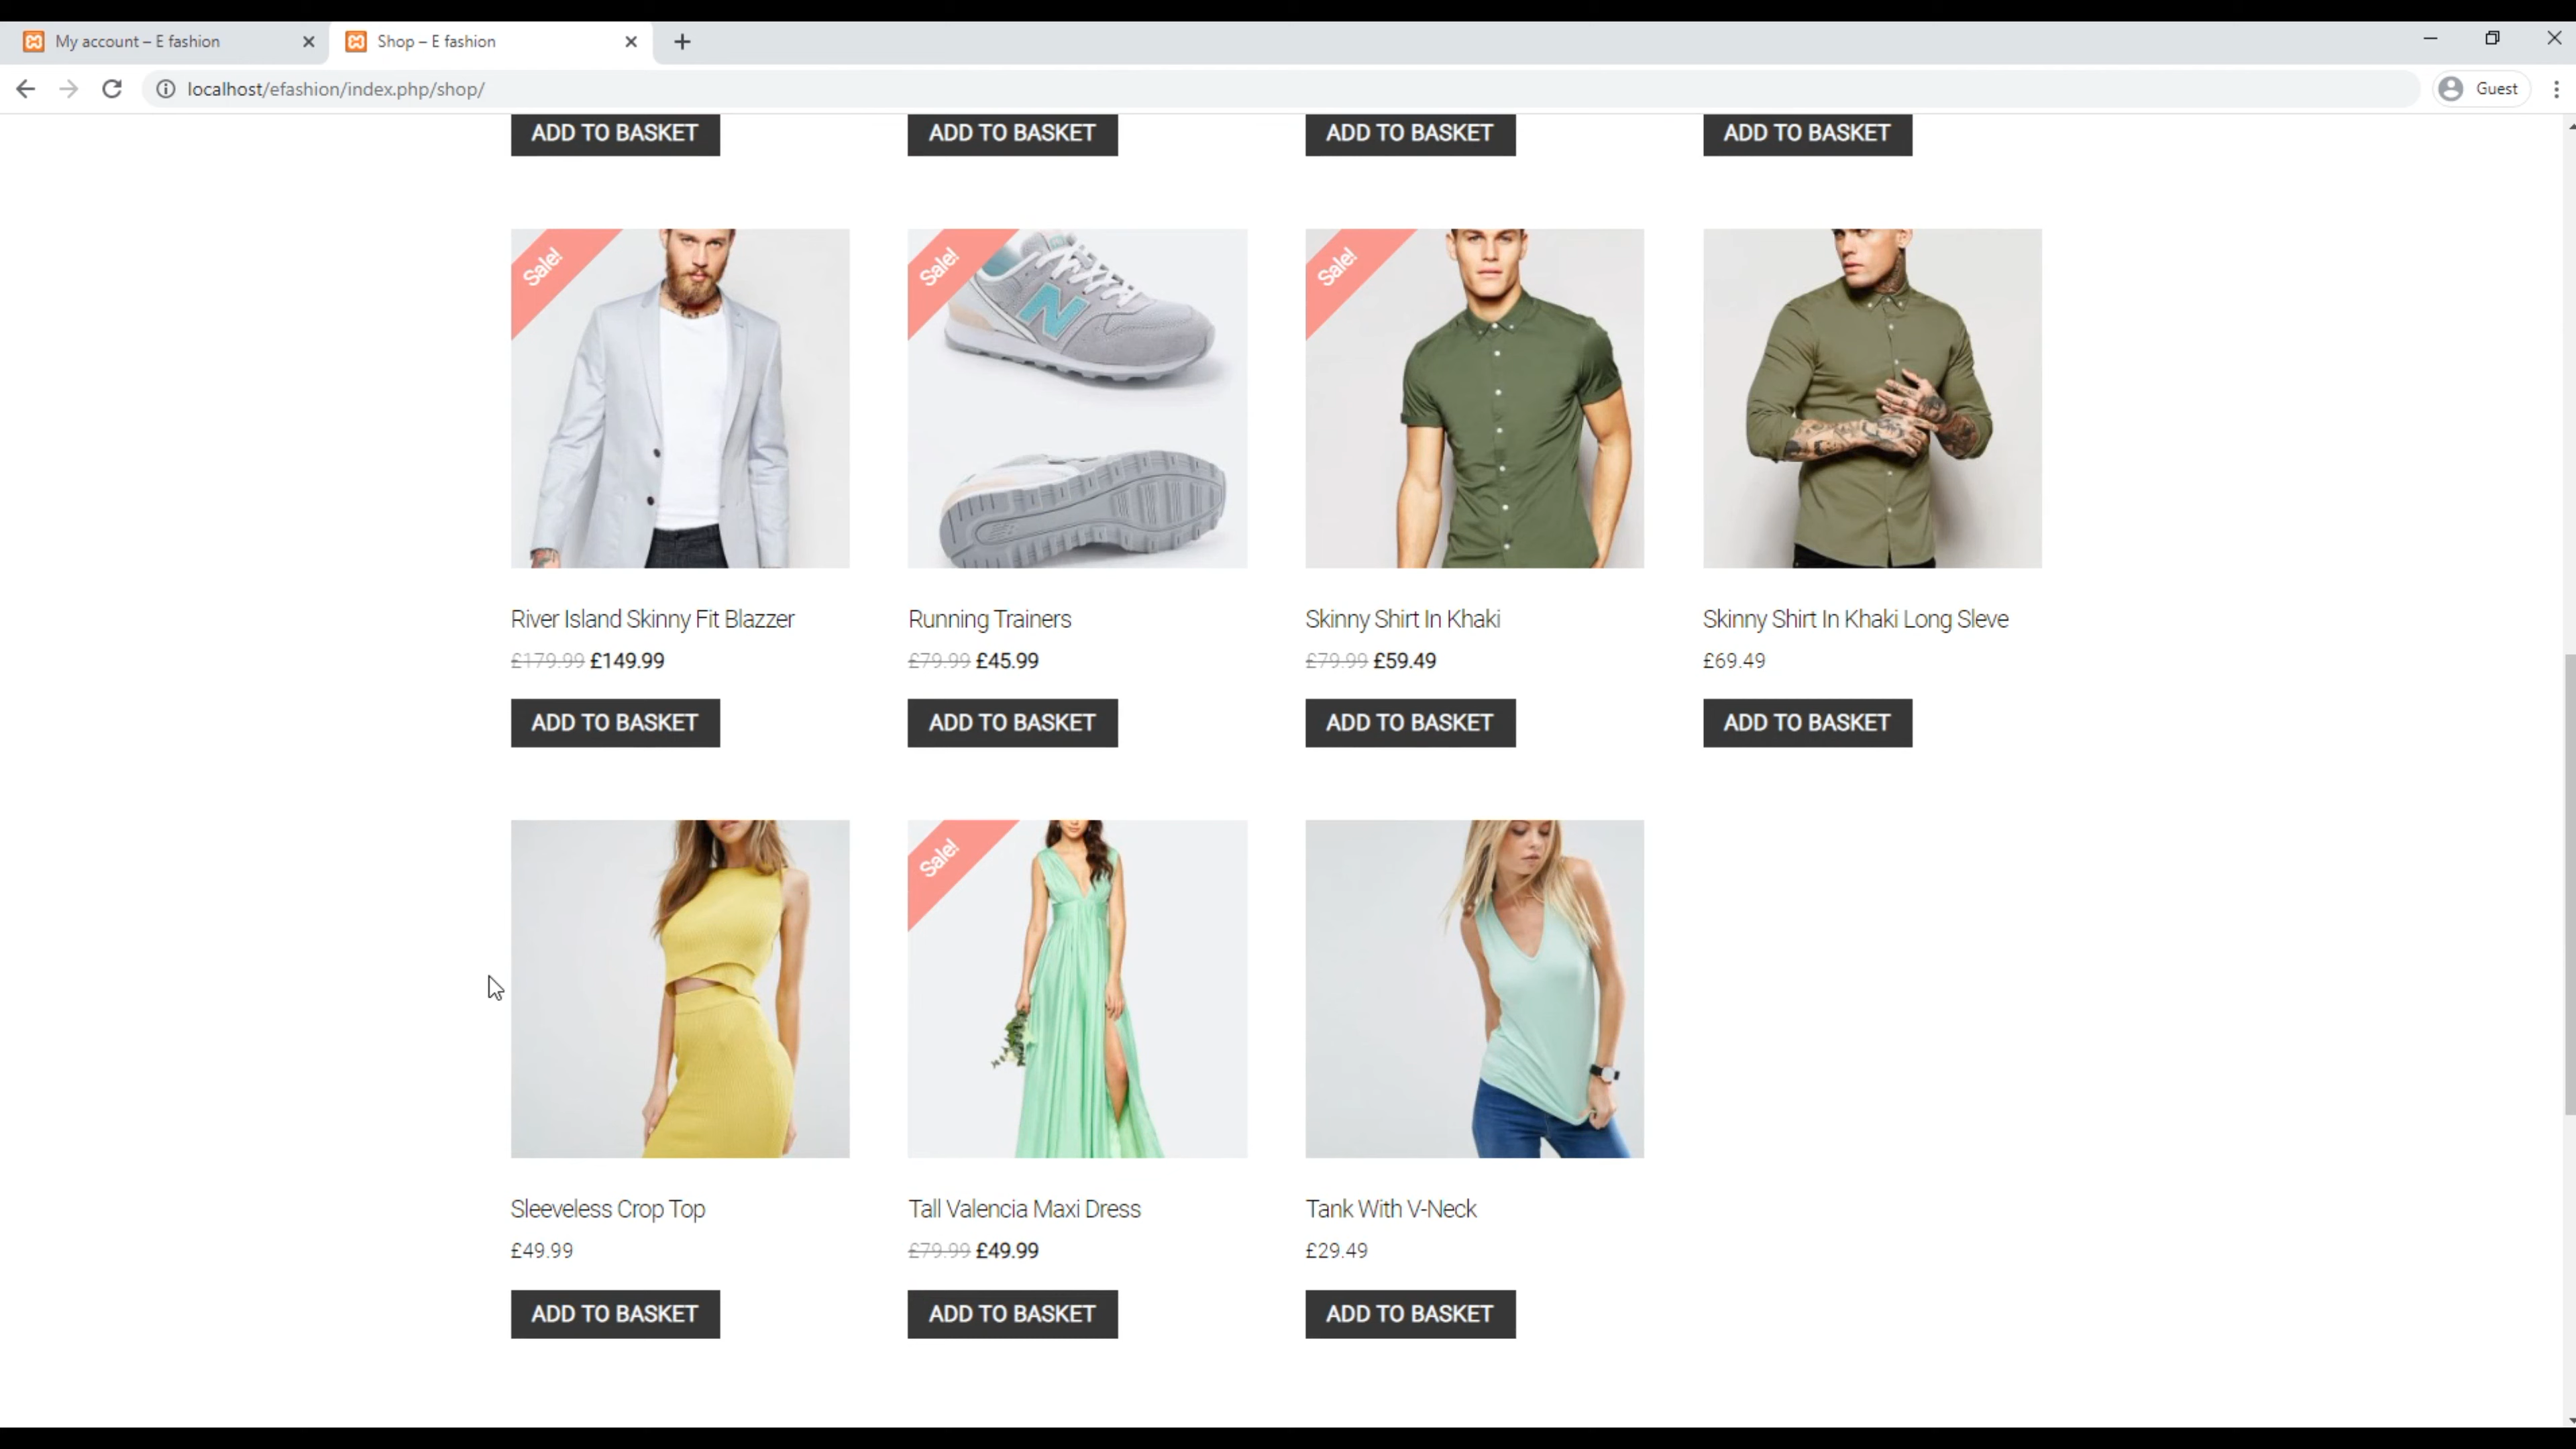 My account – E fashion
Shop – E fashion
localhost/efashion/index.php/shop/
Guest
ADD TO BASKET
ADD TO BASKET
ADD TO BASKET
ADD TO BASKET
Sale!
Sale!
N
Sale!
River Island Skinny Fit Blazzer
Running Trainers
Skinny Shirt In Khaki
Skinny Shirt In Khaki Long Sleve
£179.99 £149.99
£79.99 £45.99
£79.99 £59.49
£69.49
ADD TO BASKET
ADD TO BASKET
ADD TO BASKET
ADD TO BASKET
Sale!
Sleeveless Crop Top
Tall Valencia Maxi Dress
Tank With V-Neck
£49.99
£79.99 £49.99
£29.49
ADD TO BASKET
ADD TO BASKET
ADD TO BASKET